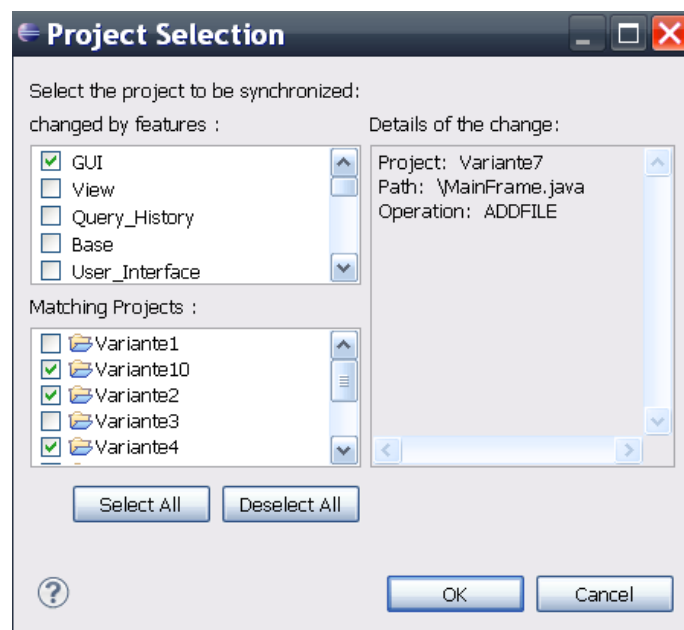 Project Selection
Select the project to be synchronized:
changed by features :
GUI
View
Query_History
Base
User_Interface
Details of the change:
Project: Variante7
Path: \MainFrame.java
Operation: ADDFILE
Matching Projects :
Variante1
Variante10
Variante2
Variante3
Variante4
Select All
Deselect All
?
OK
Cancel